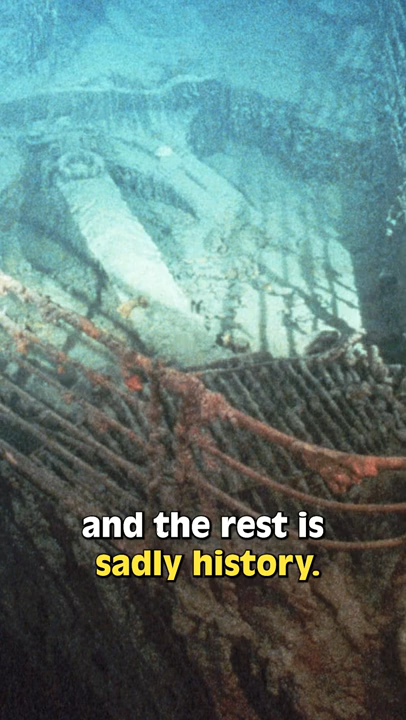 and the rest is
sadly history.